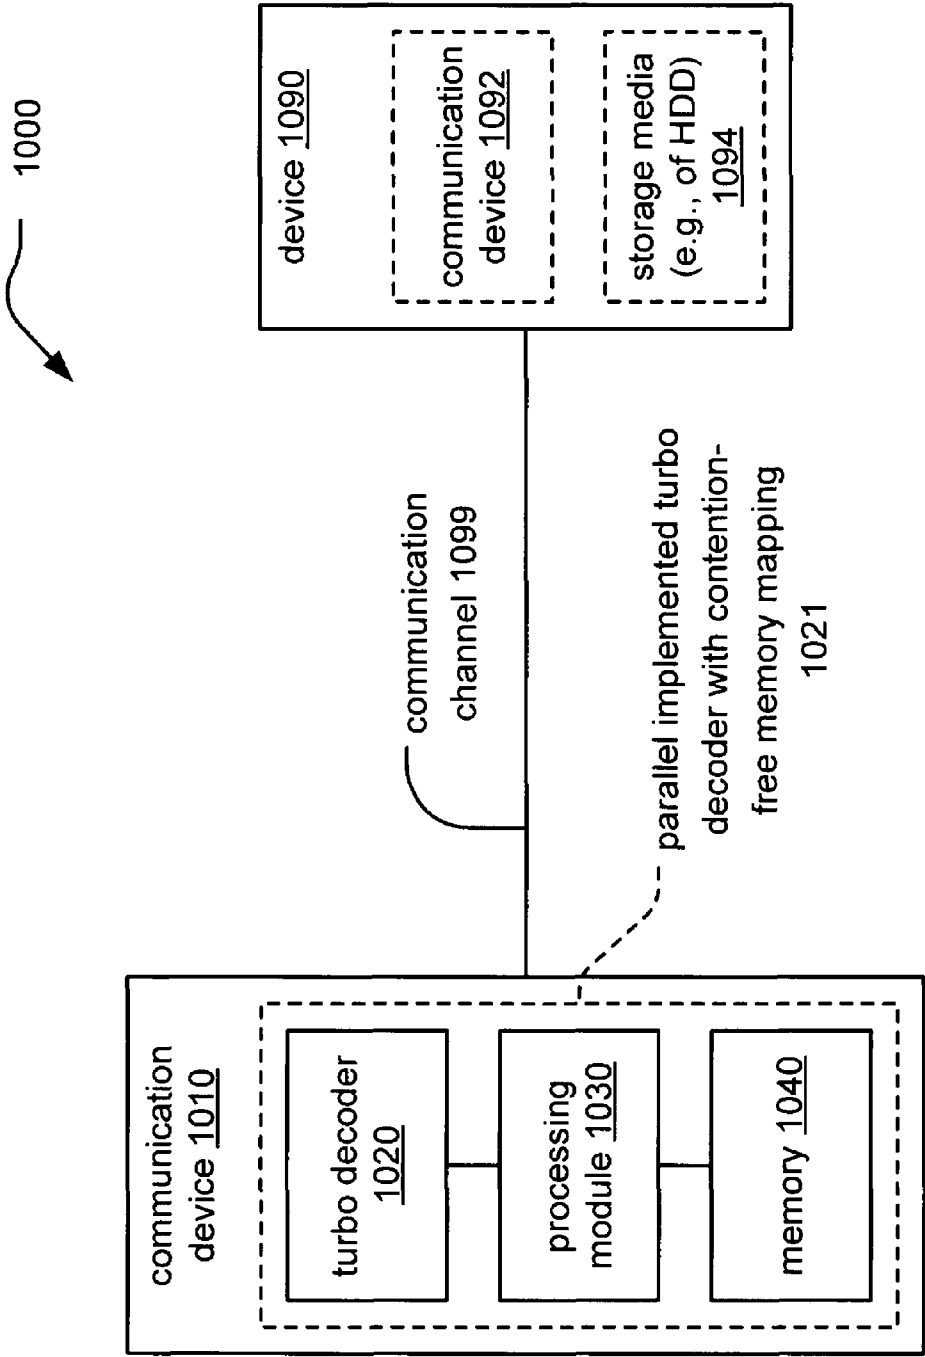 1000
communication
device 1010
turbo decoder
1020
processing
module 1030
memory 1040
communication
channel 1099
parallel implemented turbo
decoder with contention-
free memory mapping
1021
device 1090
communication
device 1092
storage media
(e.g., of HDD)
1094